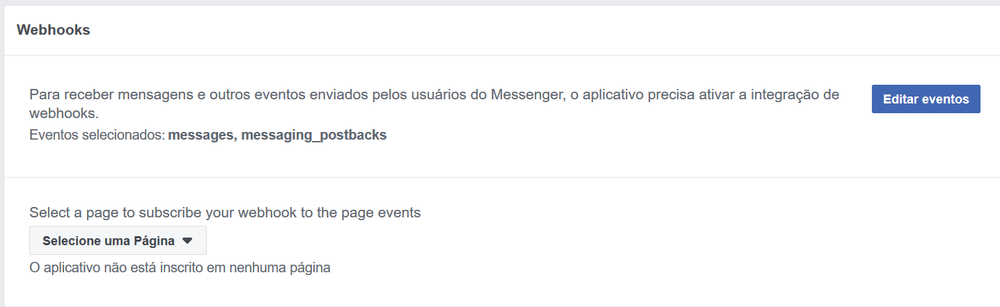 Webhooks
Para receber mensagens e outros eventos enviados pelos usuários do Messenger, o aplicativo precisa ativar a integração de
webhooks.
Editar eventos
Eventos selecionados: messages, messaging_postbacks
Select a page to subscribe your webhook to the page events
Selecione uma Página
O aplicativo não está inscrito em nenhuma página